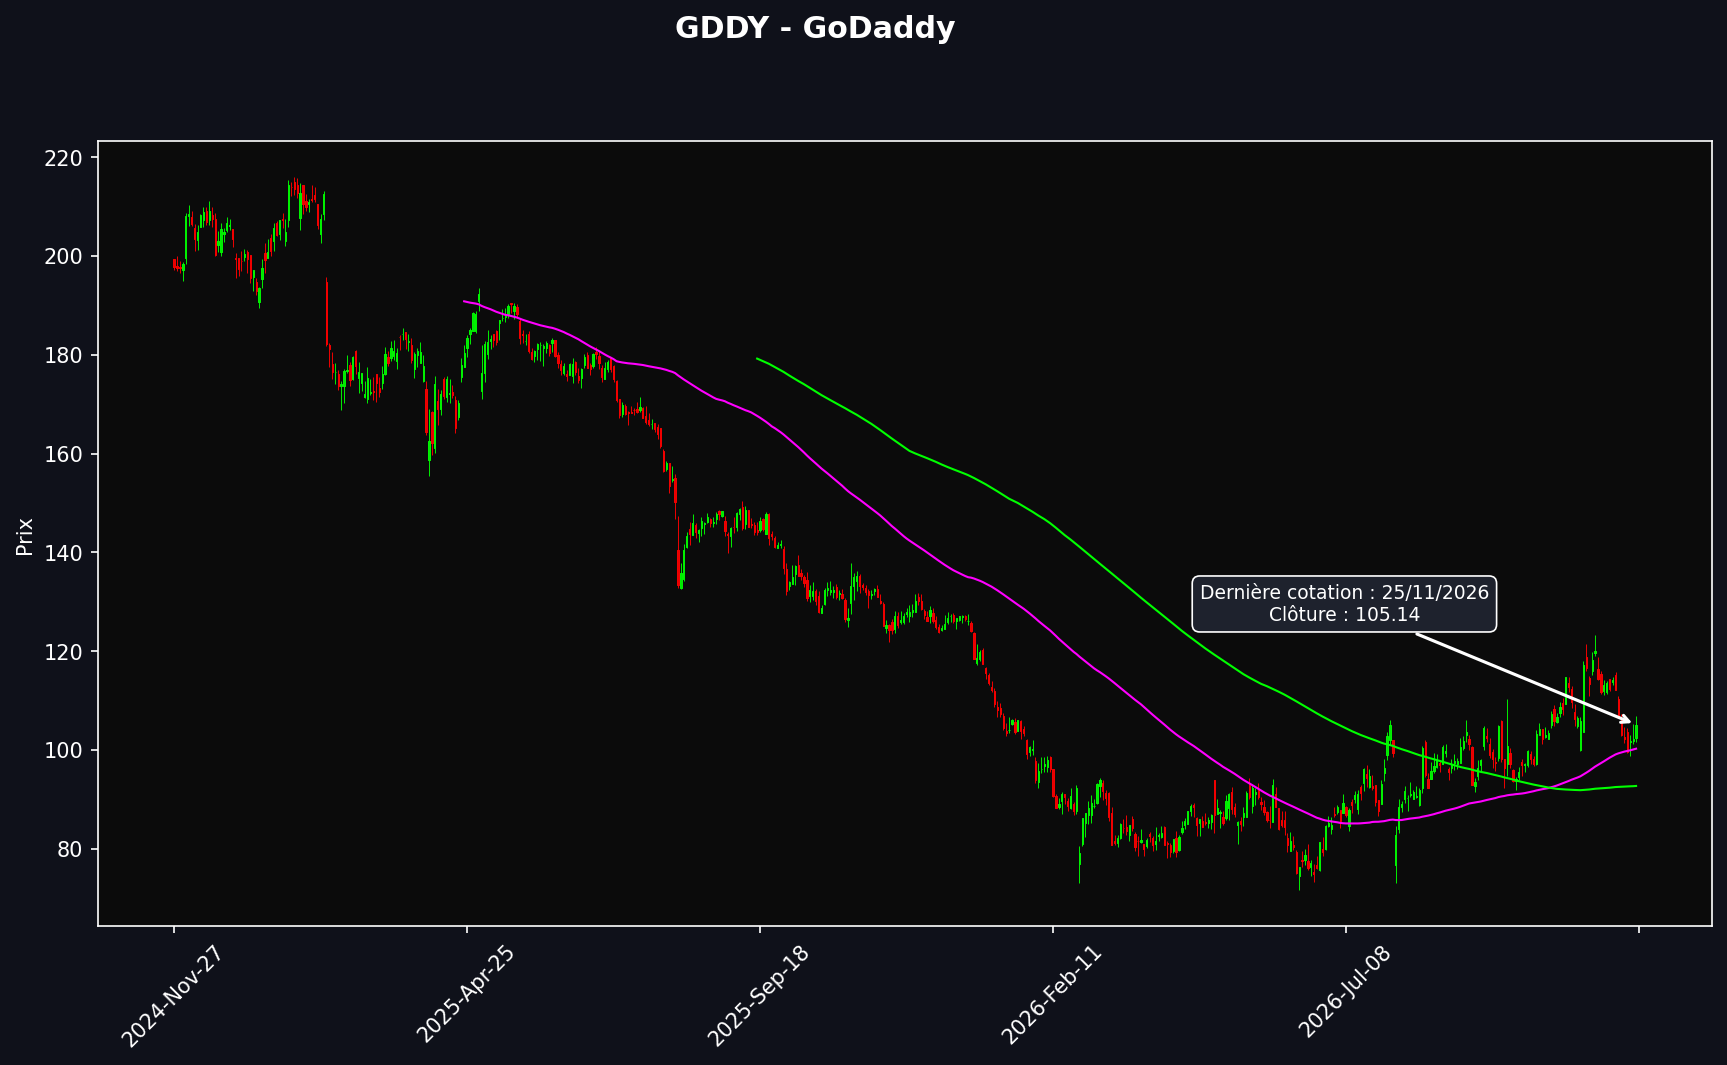 GDDY - GoDaddy
Prix
220
200
180
160
140
120
100
80
Dernière cotation : 25/11/2026
Clôture : 105.14
2024-Nov-27
2025-Apr-25
2025-Sep-18
2026-Feb-11
2026-Jul-08